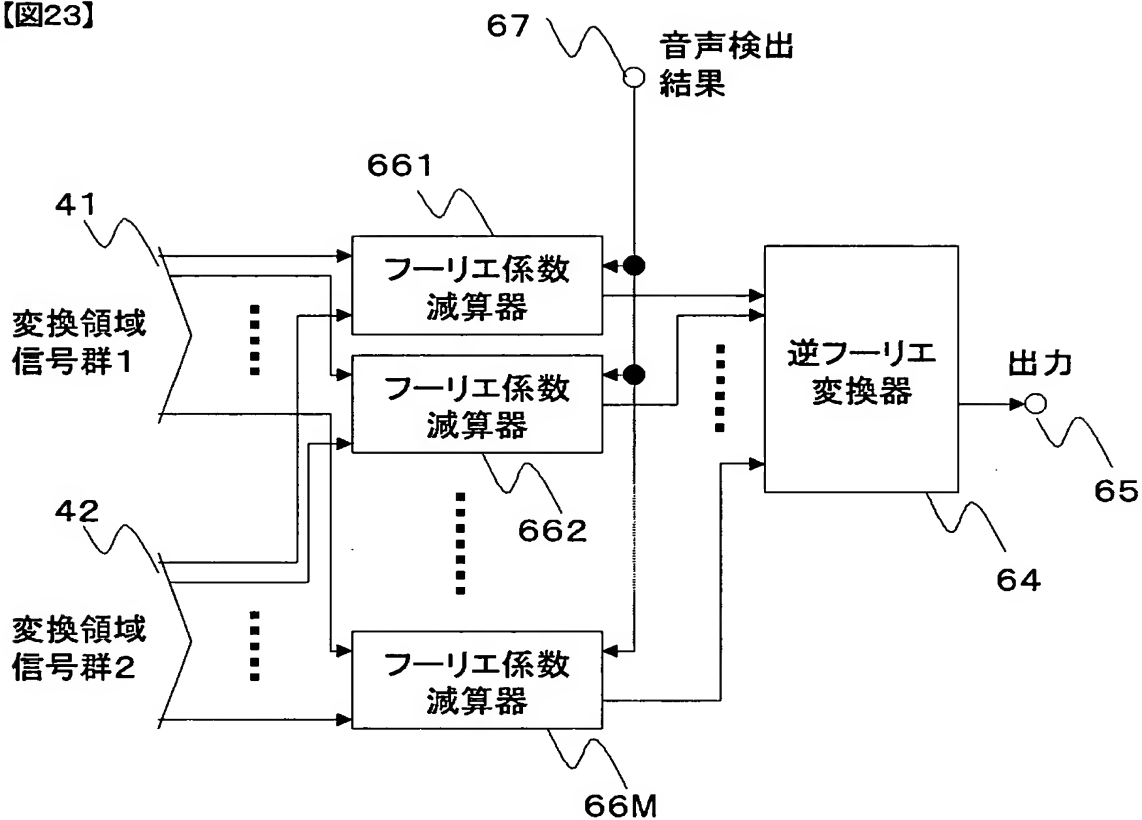 【図23】
67
音声検出
結果
661
41
フーリエ係数
減算器
変換領域
信号群1
フーリエ係数
減算器
逆フーリエ
変換器
出力
65
662
42
64
変換領域
信号群2
フーリエ係数
減算器
66M